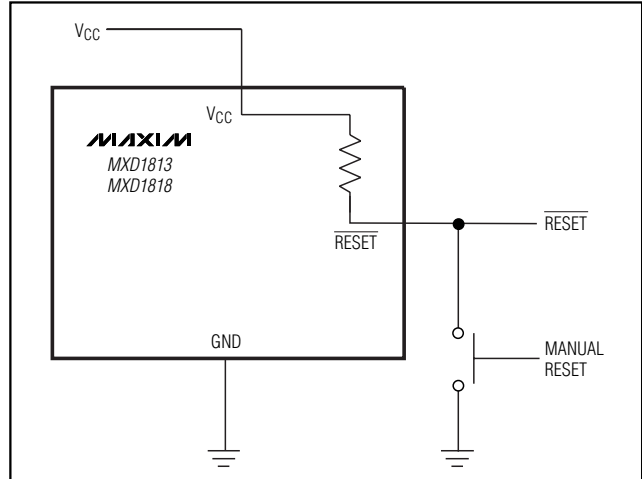 VCC
VCC
MAXIM
MXD1813
MXD1818
RESET
RESET
GND
MANUAL
RESET